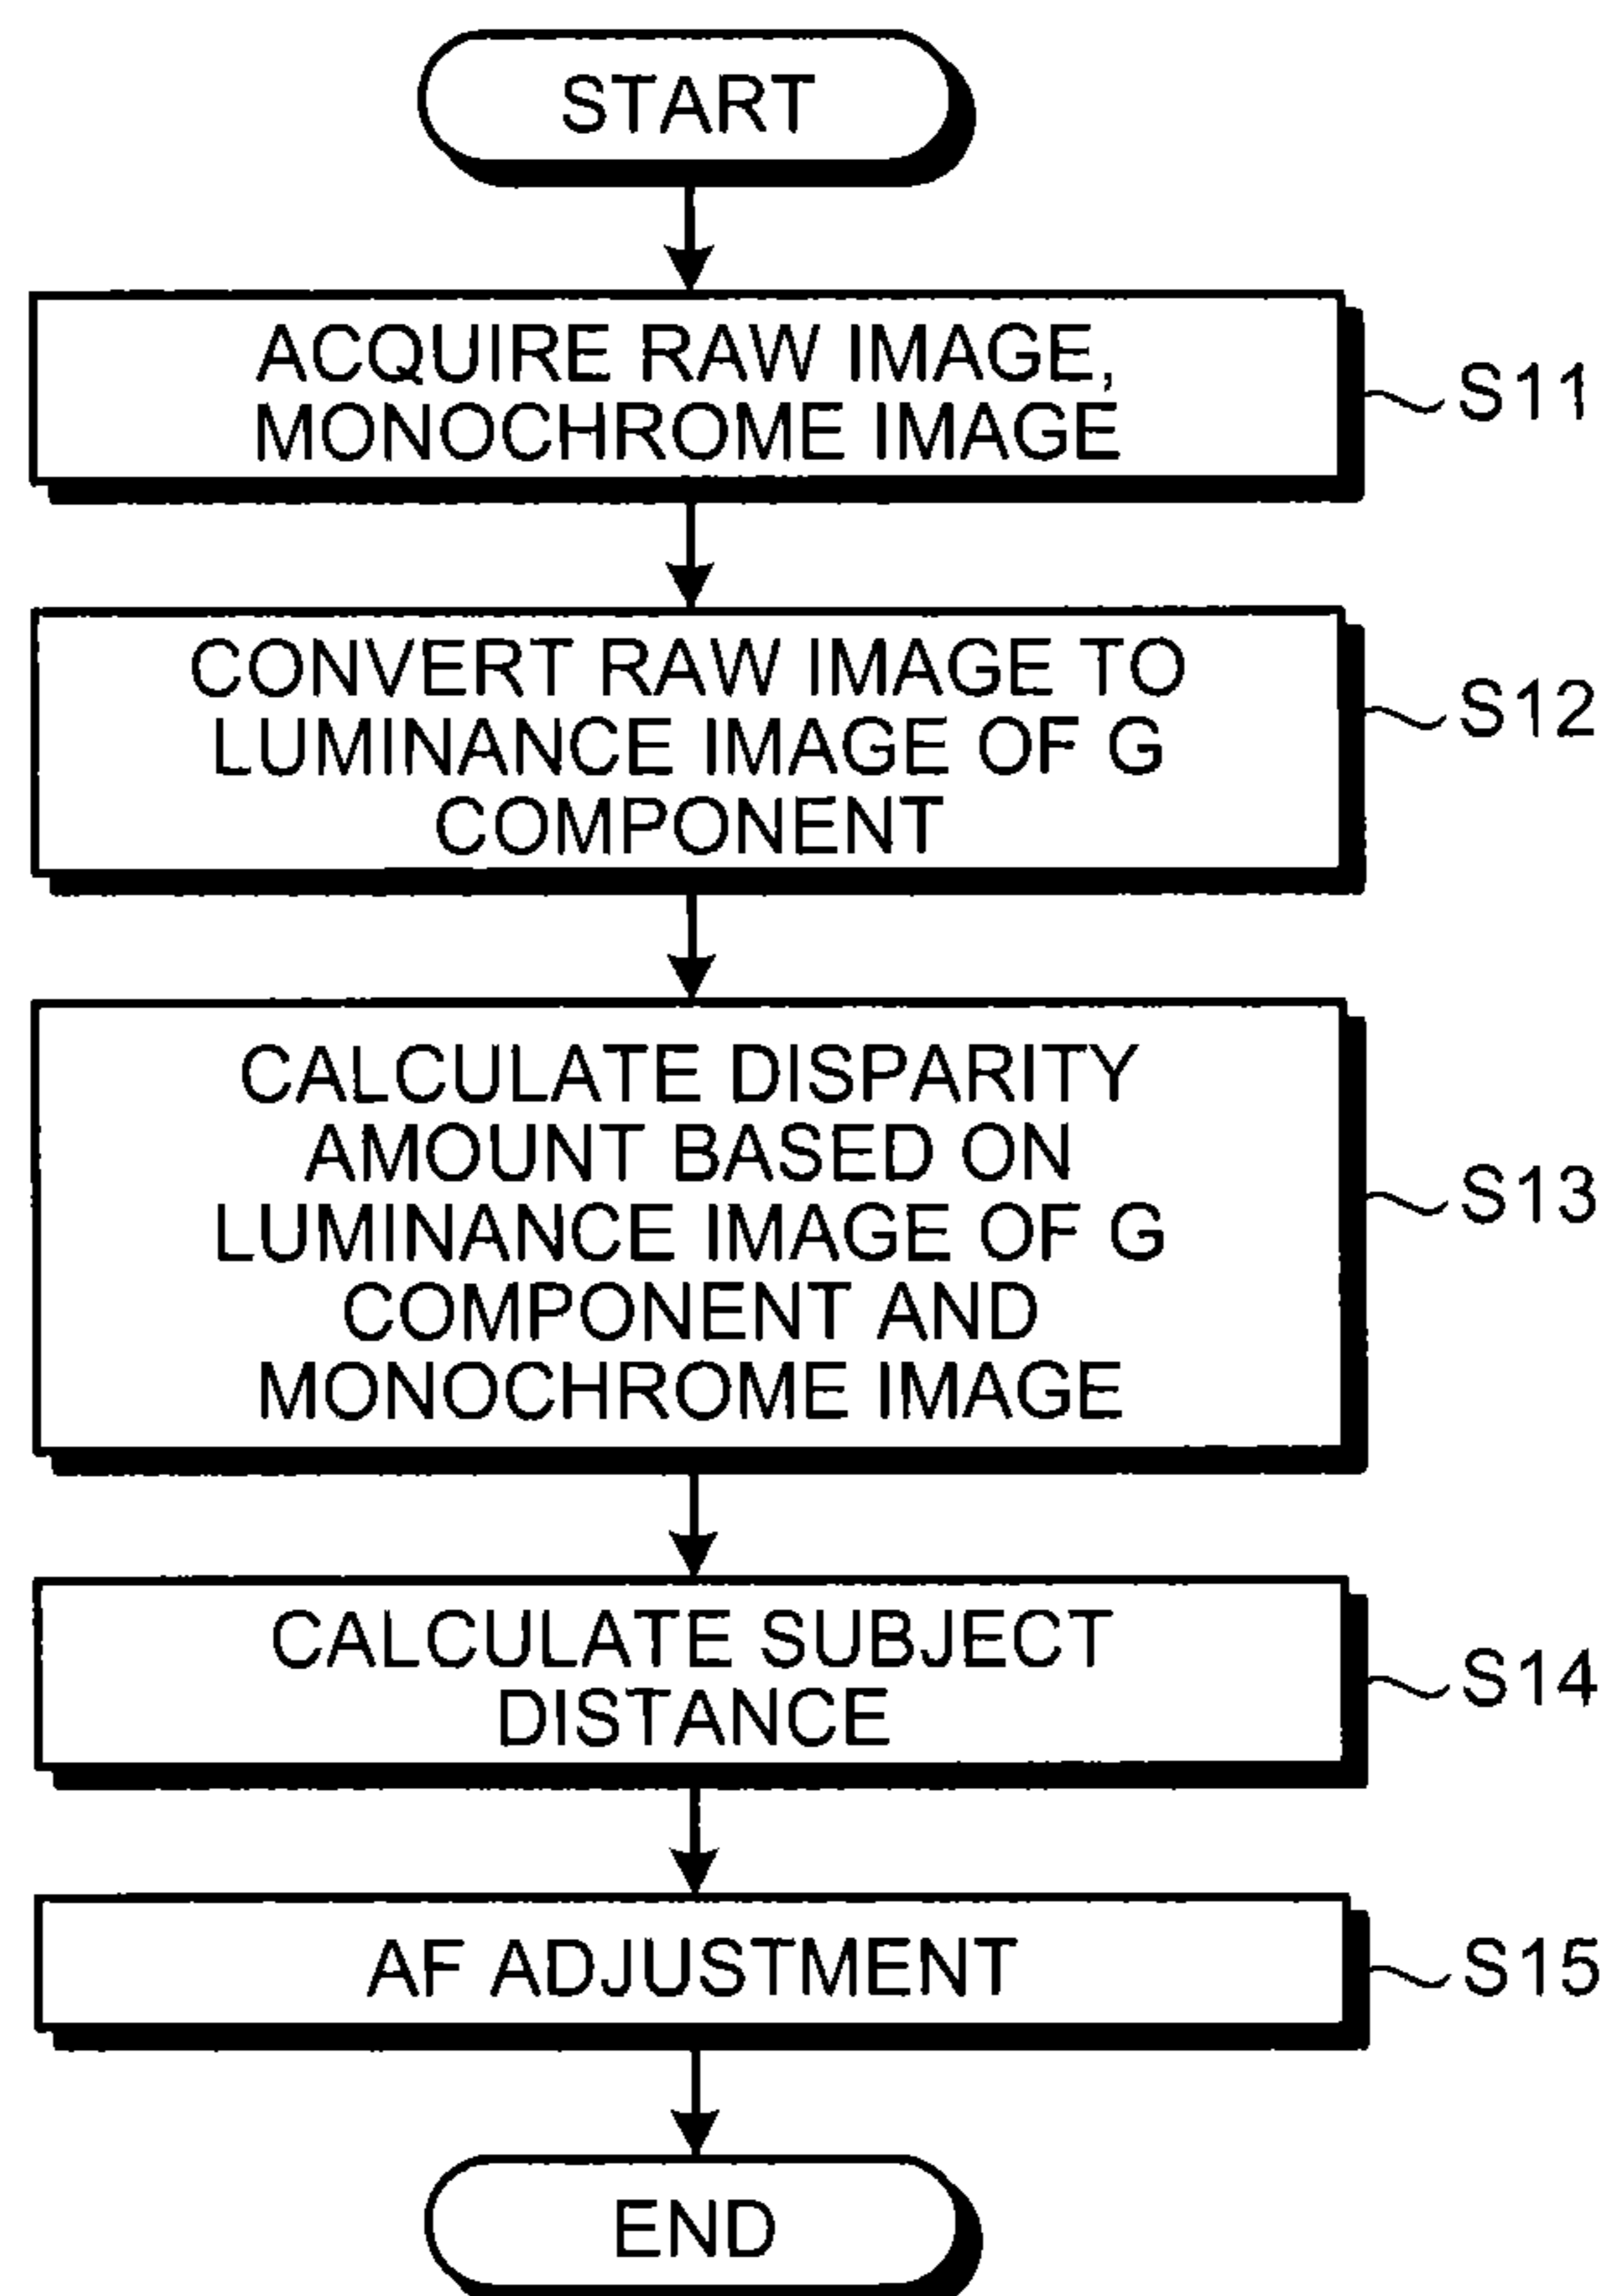 START
ACQUIRE RAW IMAGE,
MONOCHROME IMAGE
S11
CONVERT RAW IMAGE TO
LUMINANCE IMAGE OF G
COMPONENT
S12
CALCULATE DISPARITY
AMOUNT BASED ON
LUMINANCE IMAGE OF G
COMPONENT AND
MONOCHROME IMAGE
S13
CALCULATE SUBJECT
DISTANCE
S14
AF ADJUSTMENT
S15
END